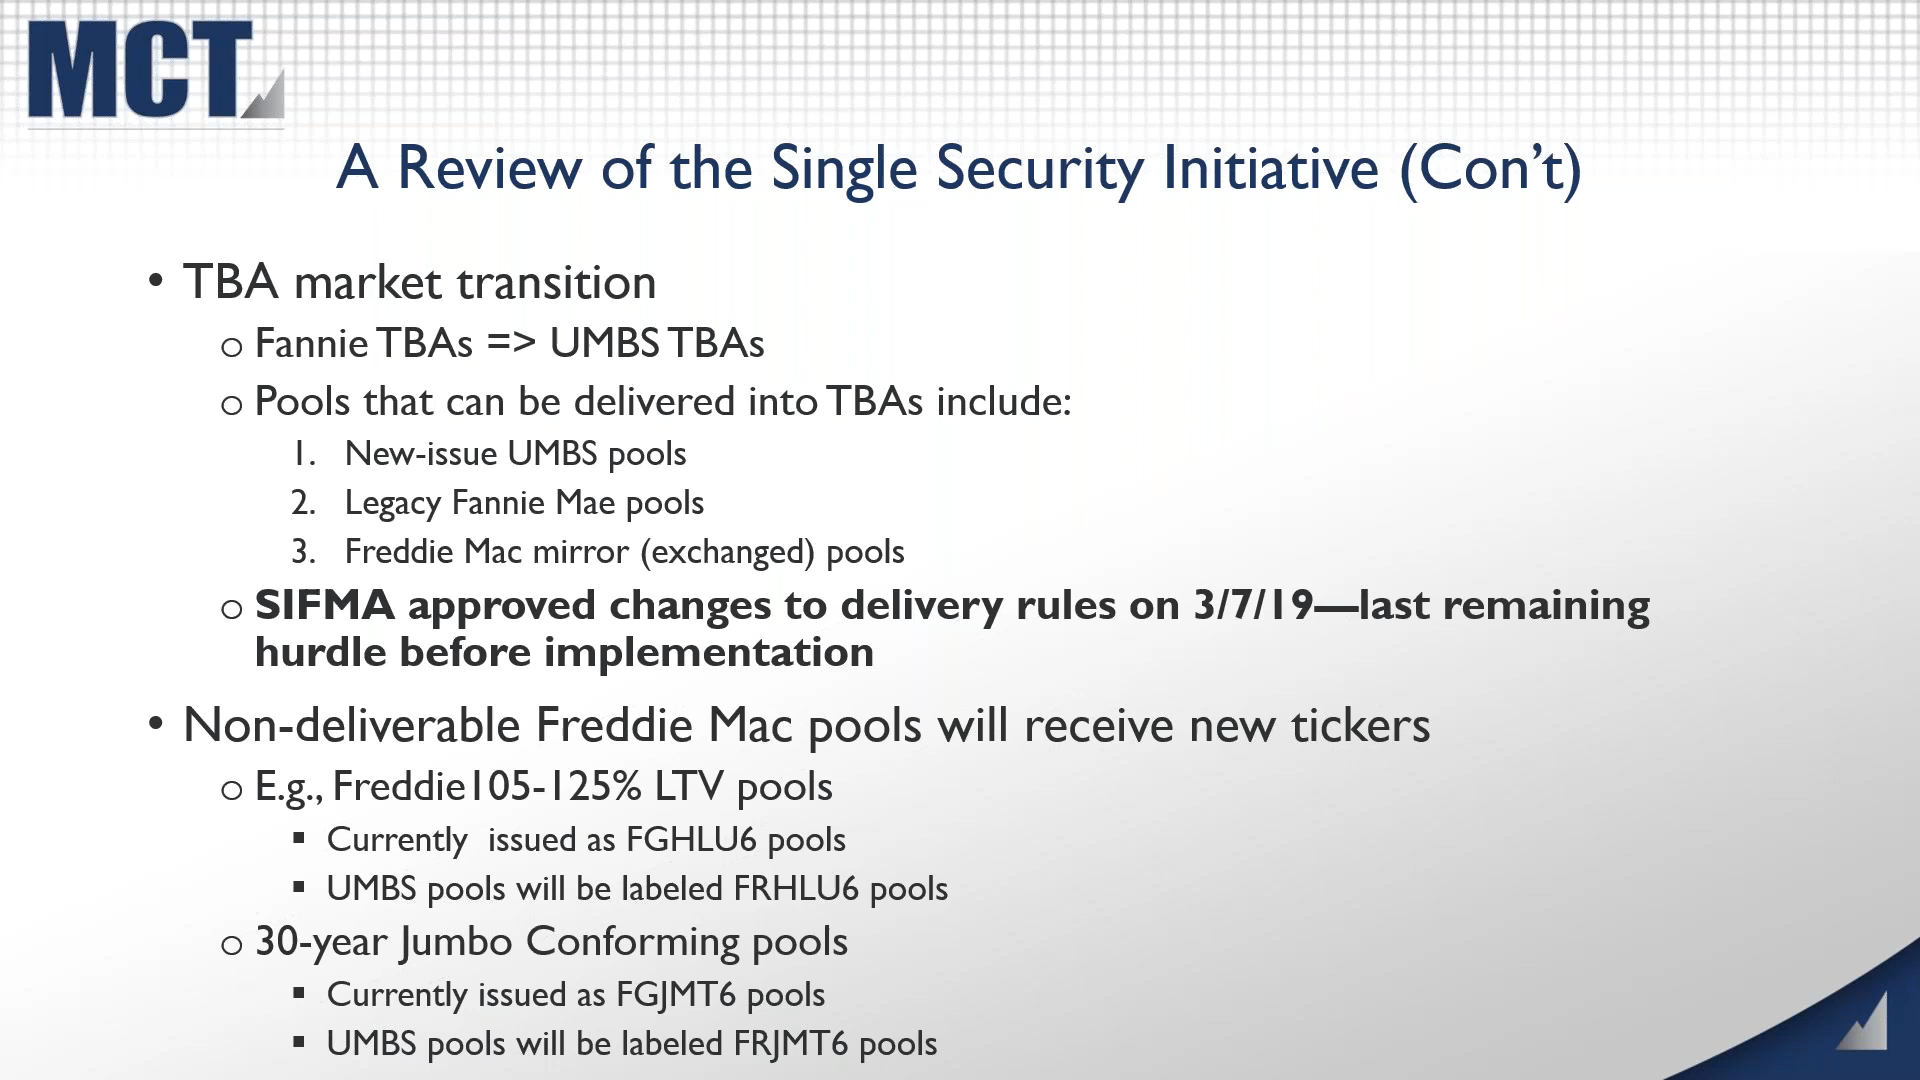 MCT
A Review of the Single Security Initiative (Con’t)
• TBA market transition
o Fannie TBAs => UMBS TBAs
o Pools that can be delivered into TBAs include:
1. New-issue UMBS pools
2. Legacy Fannie Mae pools
3. Freddie Mac mirror (exchanged) pools
o SIFMA approved changes to delivery rules on 3/7/19—last remaining
hurdle before implementation
• Non-deliverable Freddie Mac pools will receive new tickers
o E.g., Freddie105-125% LTV pools
▪ Currently  issued as FGHLU6 pools
▪ UMBS pools will be labeled FRHLU6 pools
o 30-year Jumbo Conforming pools
▪ Currently issued as FGJMT6 pools
▪ UMBS pools will be labeled FRJMT6 pools